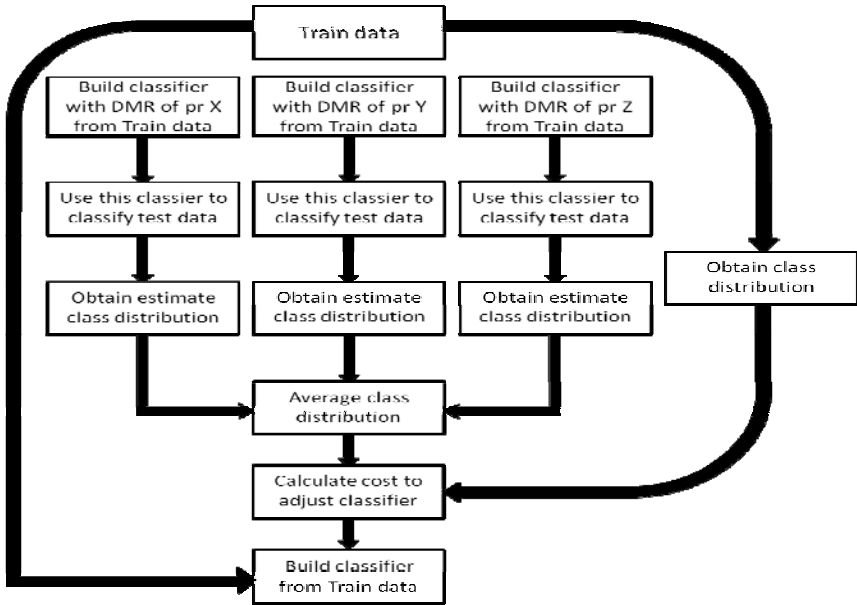 Train data
Build classifier
with DMR of pr X
from Train data
Build classifier
with DMR of pr Y
from Train data
Build classifier
with DMR of pr Z
from Train data
Use this classier to
classify test data
Use this classier to
classify test data
Use this classier to
classify test data
Obtain class
distribution
Obtain estimate
class distribution
Obtain estimate
class distribution
Obtain estimate
class distribution
Average class
distribution
Calculate cost to
adjust classifier
Build classifier
from Train data